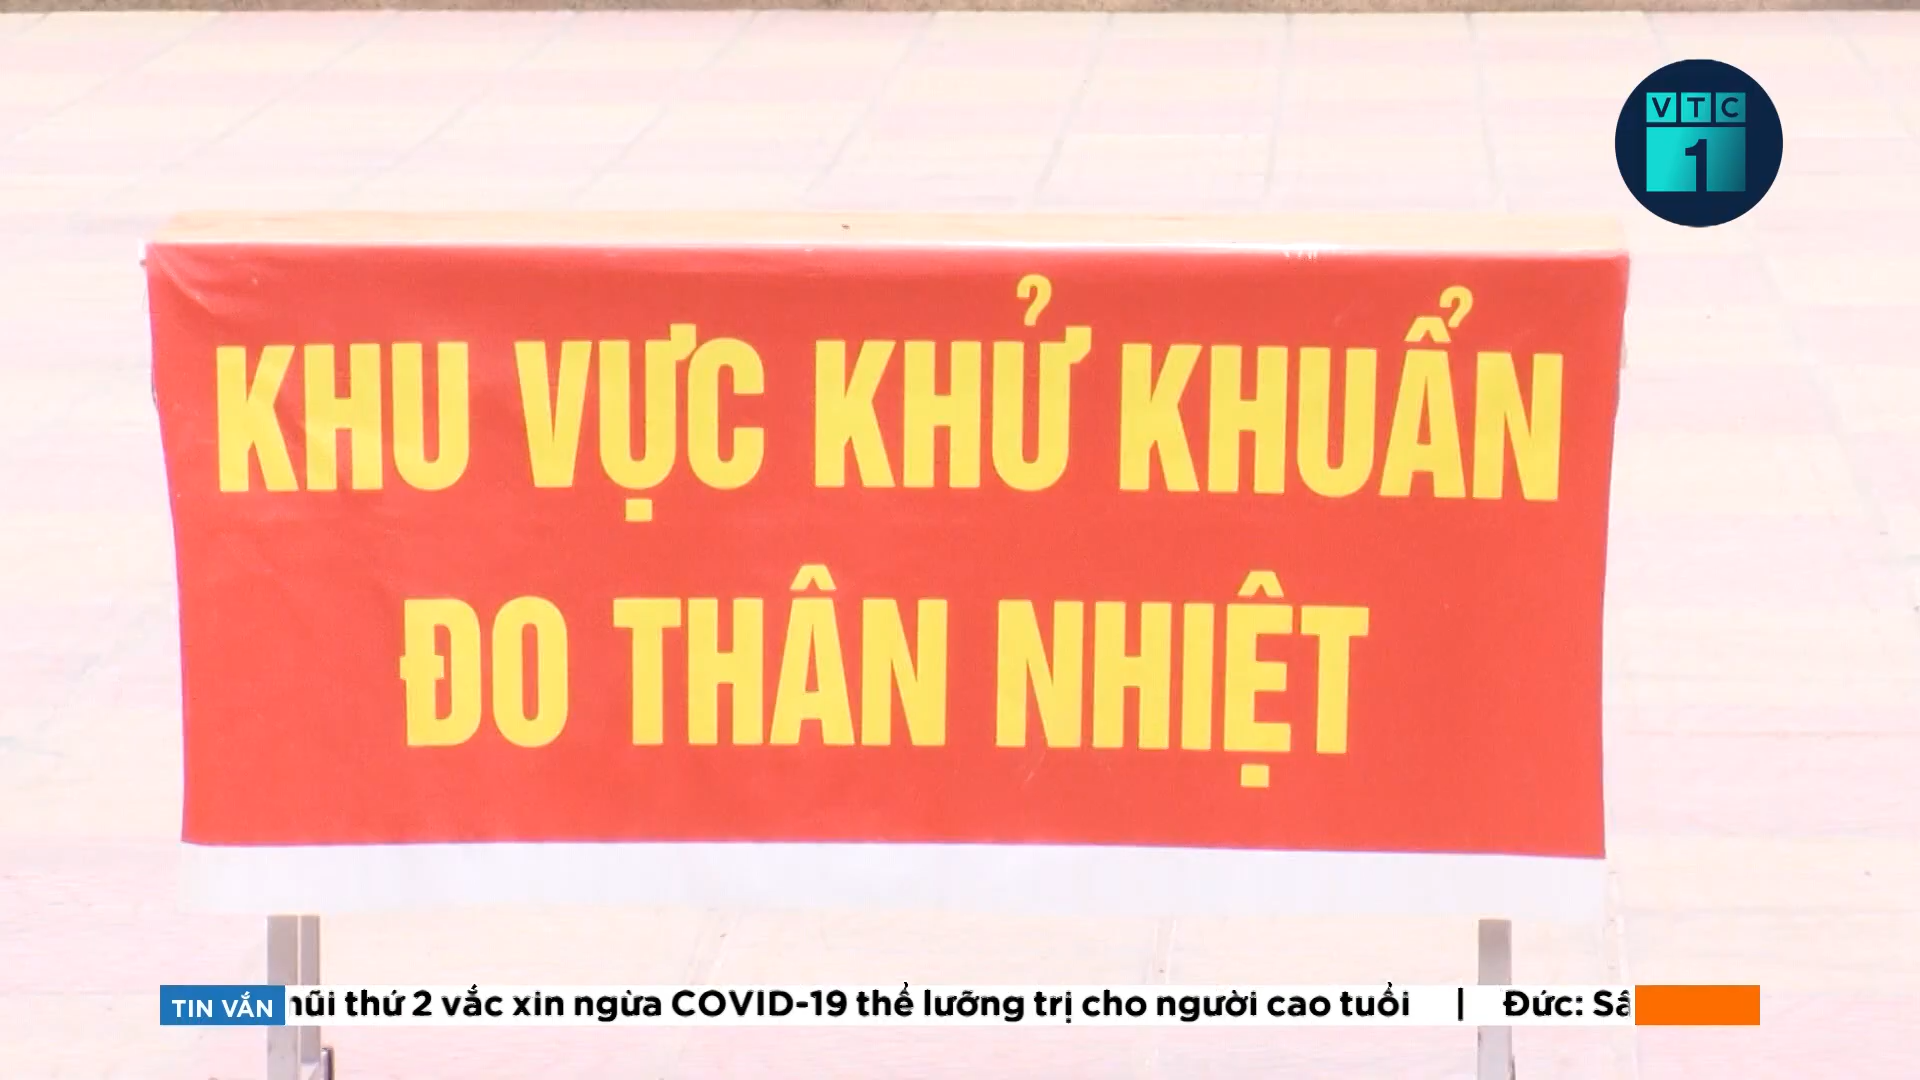 VTC
1
KHU VỰC KHỬ KHUẨN
ĐO THÂN NHIỆT
TIN VẮN
thứ 2 vắc xin ngừa COVID-19 thể lưỡng trị cho người cao tuổi | Đức: